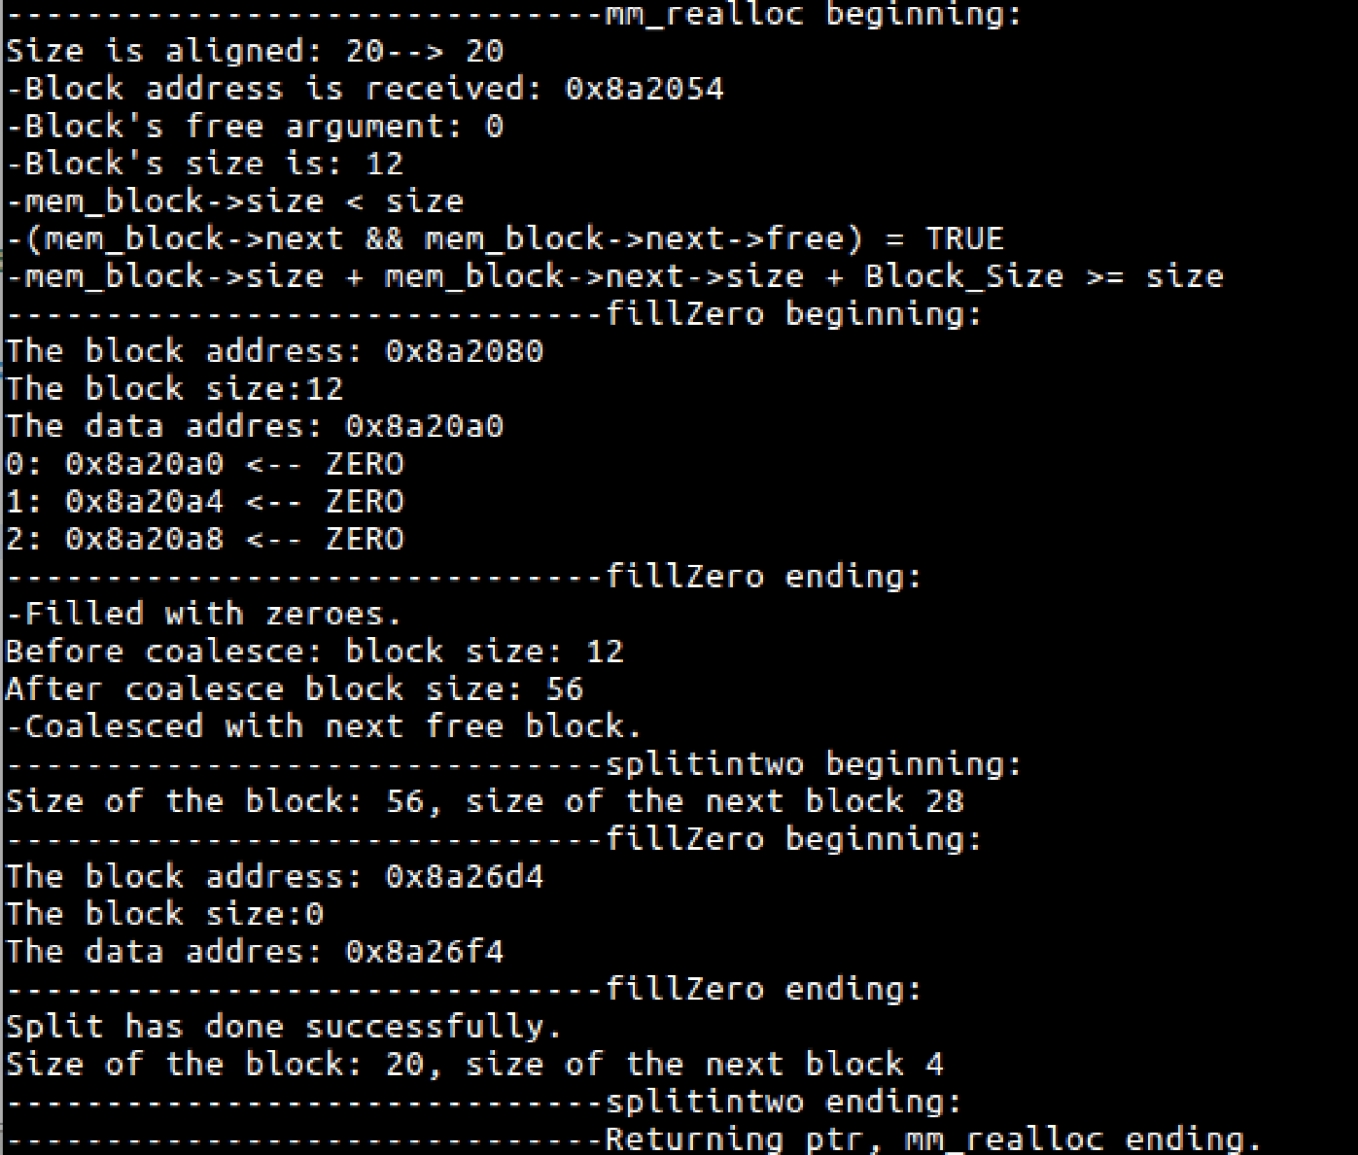 ------------------------------mm_realloc beginning:
Size is aligned: 20--> 20
-Block address is received: 0x8a2054
-Block's free argument: 0
-Block's size is: 12
-mem_block->size < size
-(mem_block->next && mem_block->next->free) = TRUE
-mem_block->size + mem_block->next->size + Block_Size >= size
------------------------------fillZero beginning:
The block address: 0x8a2080
The block size:12
The data addres: 0x8a20a0
0: 0x8a20a0 <-- ZERO
1: 0x8a20a4 <-- ZERO
2: 0x8a20a8 <-- ZERO
------------------------------fillZero ending:
-Filled with zeroes.
Before coalesce: block size: 12
After coalesce block size: 56
-Coalesced with next free block.
------------------------------splitintwo beginning:
Size of the block: 56, size of the next block 28
------------------------------fillZero beginning:
The block address: 0x8a26d4
The block size:0
The data addres: 0x8a26f4
------------------------------fillZero ending:
Split has done successfully.
Size of the block: 20, size of the next block 4
------------------------------splitintwo ending:
------------------------------Returning ptr, mm_realloc ending.